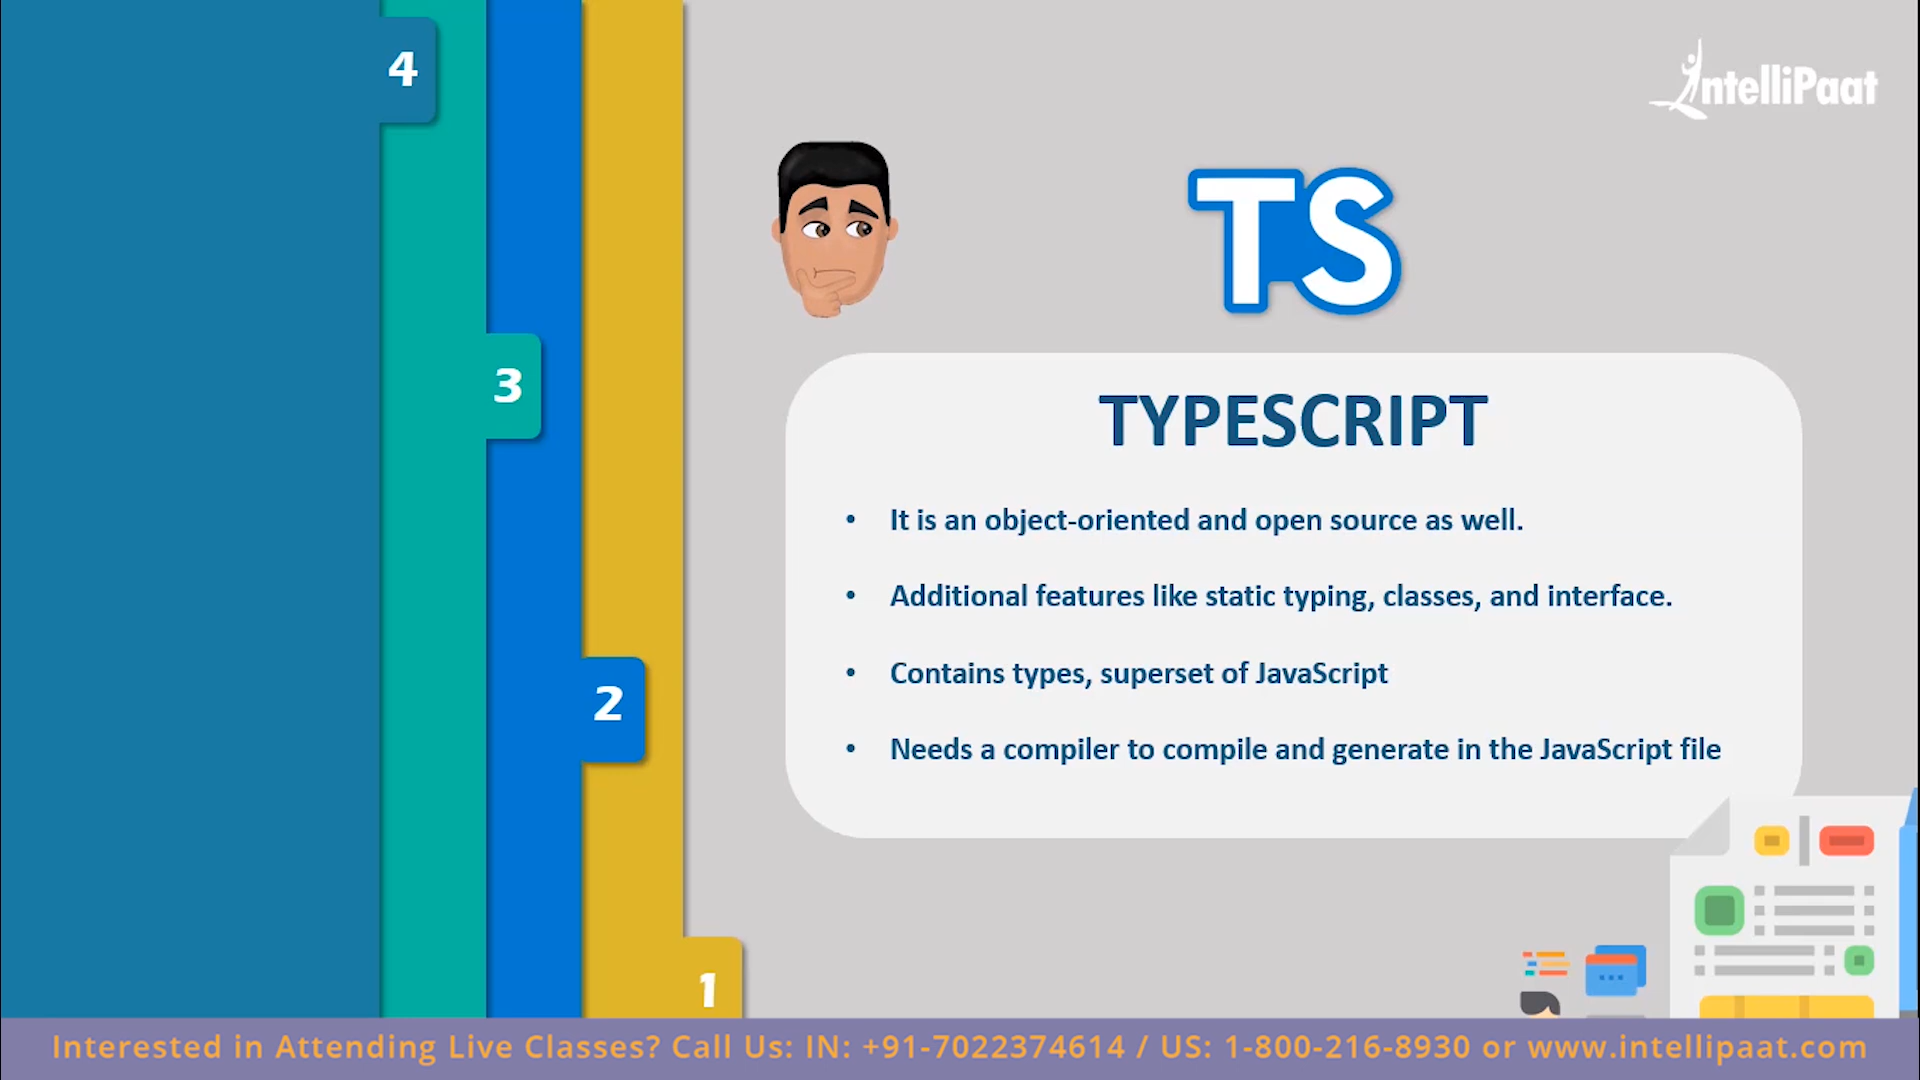 4
3
2
1
IntelliPaat
TS
TYPESCRIPT
• It is an object-oriented and open source as well.
• Additional features like static typing, classes, and interface.
• Contains types, superset of JavaScript
• Needs a compiler to compile and generate in the JavaScript file
Interested in Attending Live Classes? Call Us: IN: +91-7022374614 / US: 1-800-216-8930 or www.intellipaat.com